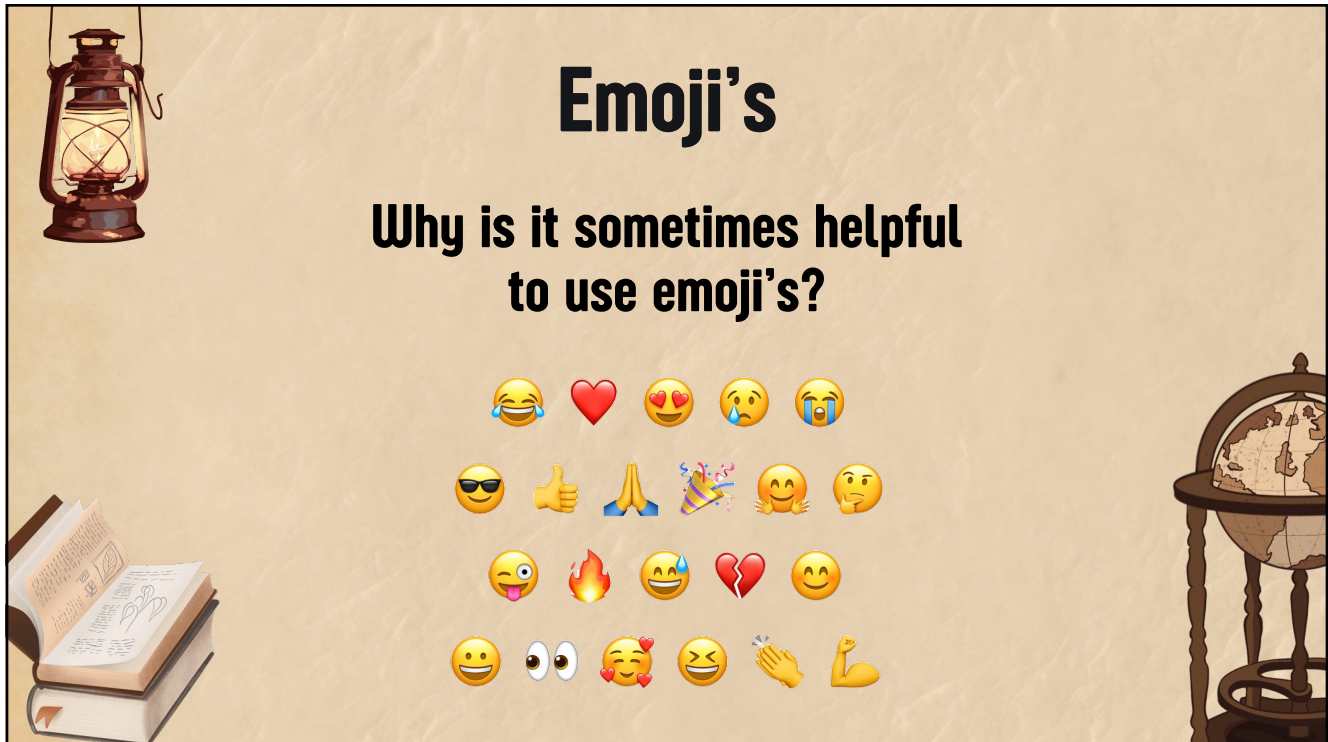 Emoji’s
Why is it sometimes helpful
to use emoji’s?
😂 ❤️ 😍 😢 😭
😎 👍 🙏 🎉 🤗 🤔
😜 🔥 😅 💔 😊
😀 👀 🥰 😆 👏 💪